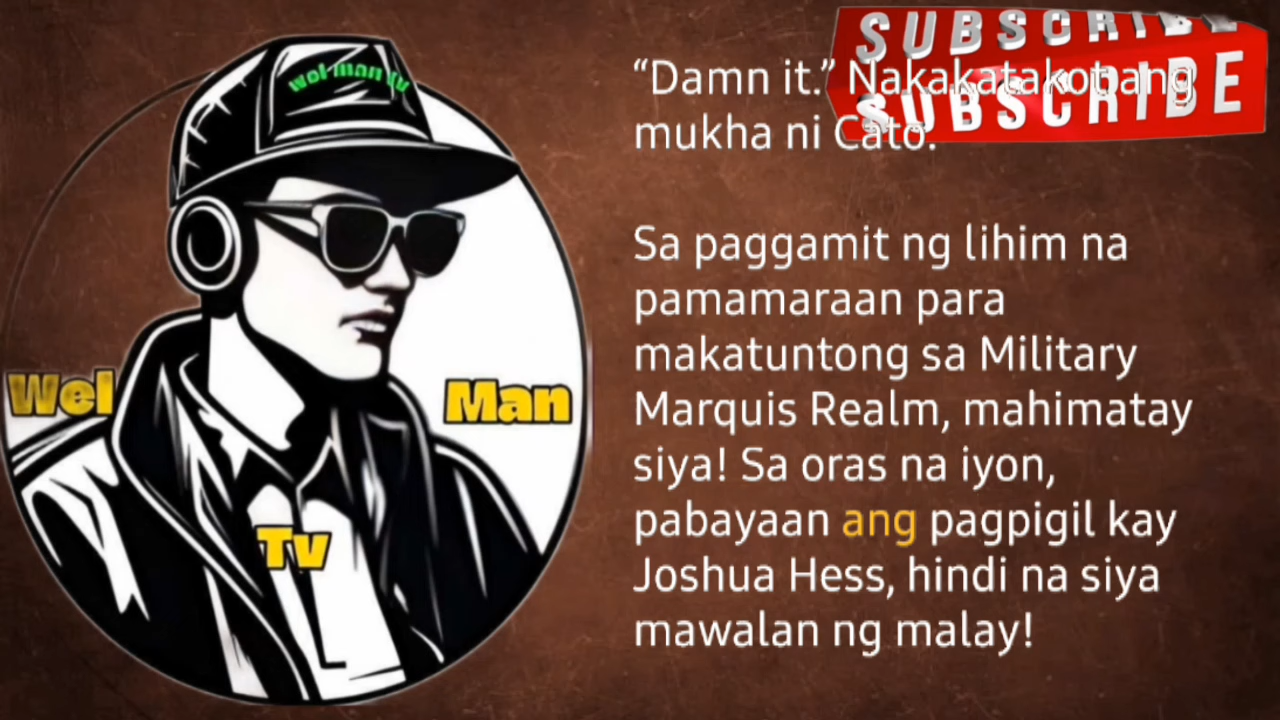 SUBSCRIBE
SUBSCRIBE
“Damn it.” Nakakatakot ang
mukha ni Cato.
Sa paggamit ng lihim na
pamamaraan para
makatuntong sa Military
Marquis Realm, mahimatay
siya! Sa oras na iyon,
pabayaan ang pagpigil kay
Joshua Hess, hindi na siya
mawalan ng malay!
wel man tv
Wel
Man
Tv